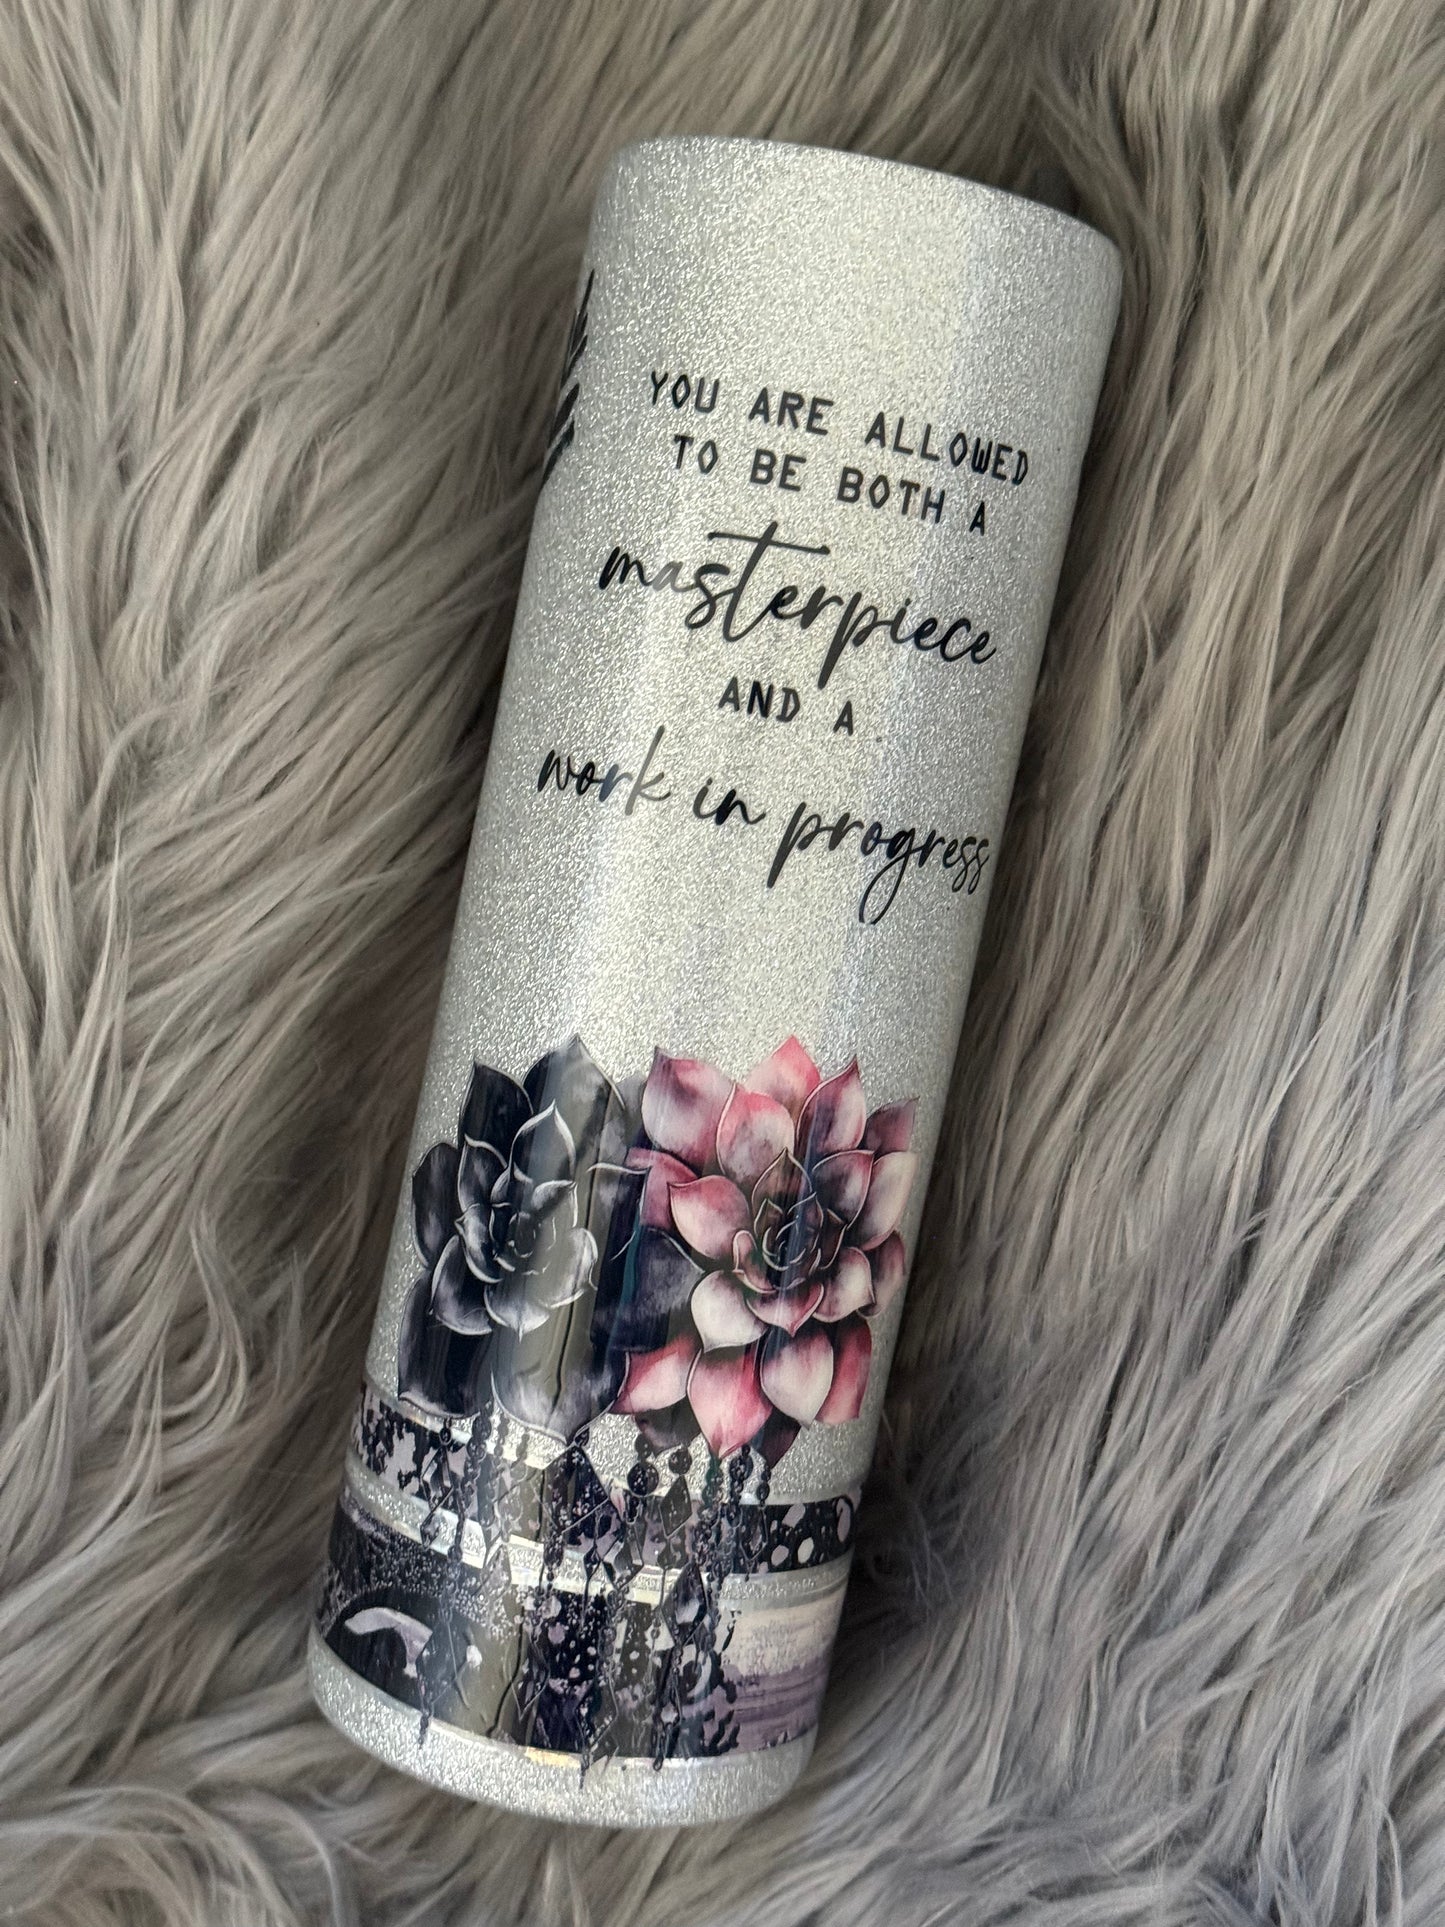 YOU ARE ALLOWED
TO BE BOTH A
masterpiece
AND A
work in progress